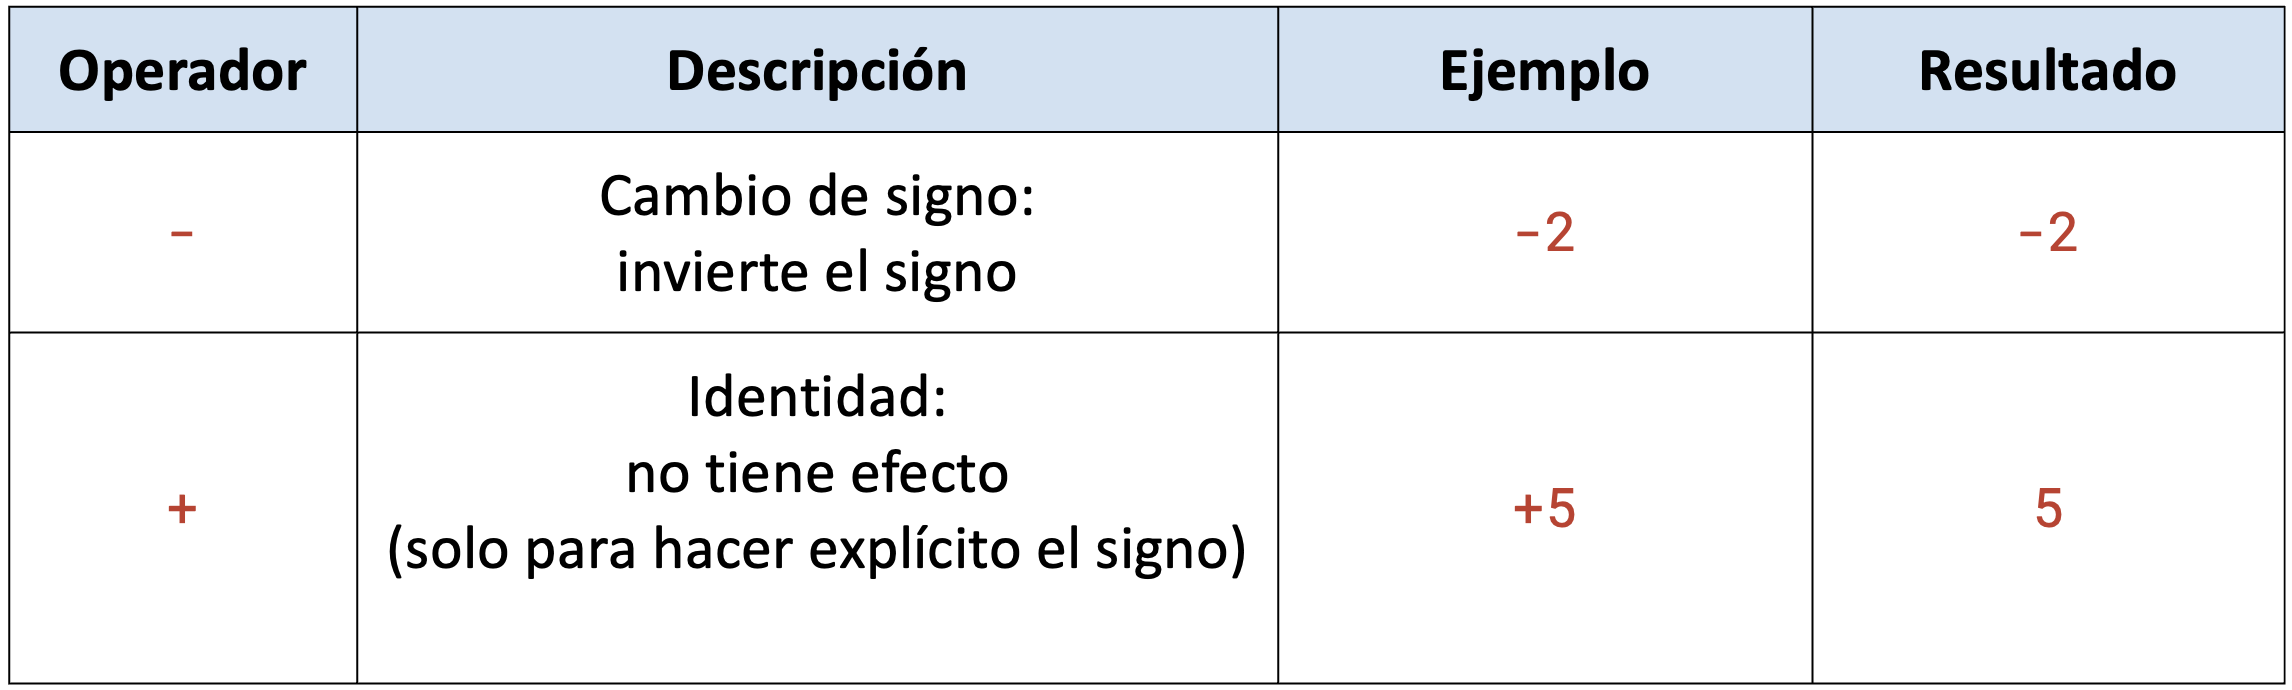 Operador Descripción Ejemplo Resultado
Cambio de signo:
- -2 -2
invierte el signo
Identidad:
no tiene efecto
+ +5 5
(solo para hacer explícito el signo)